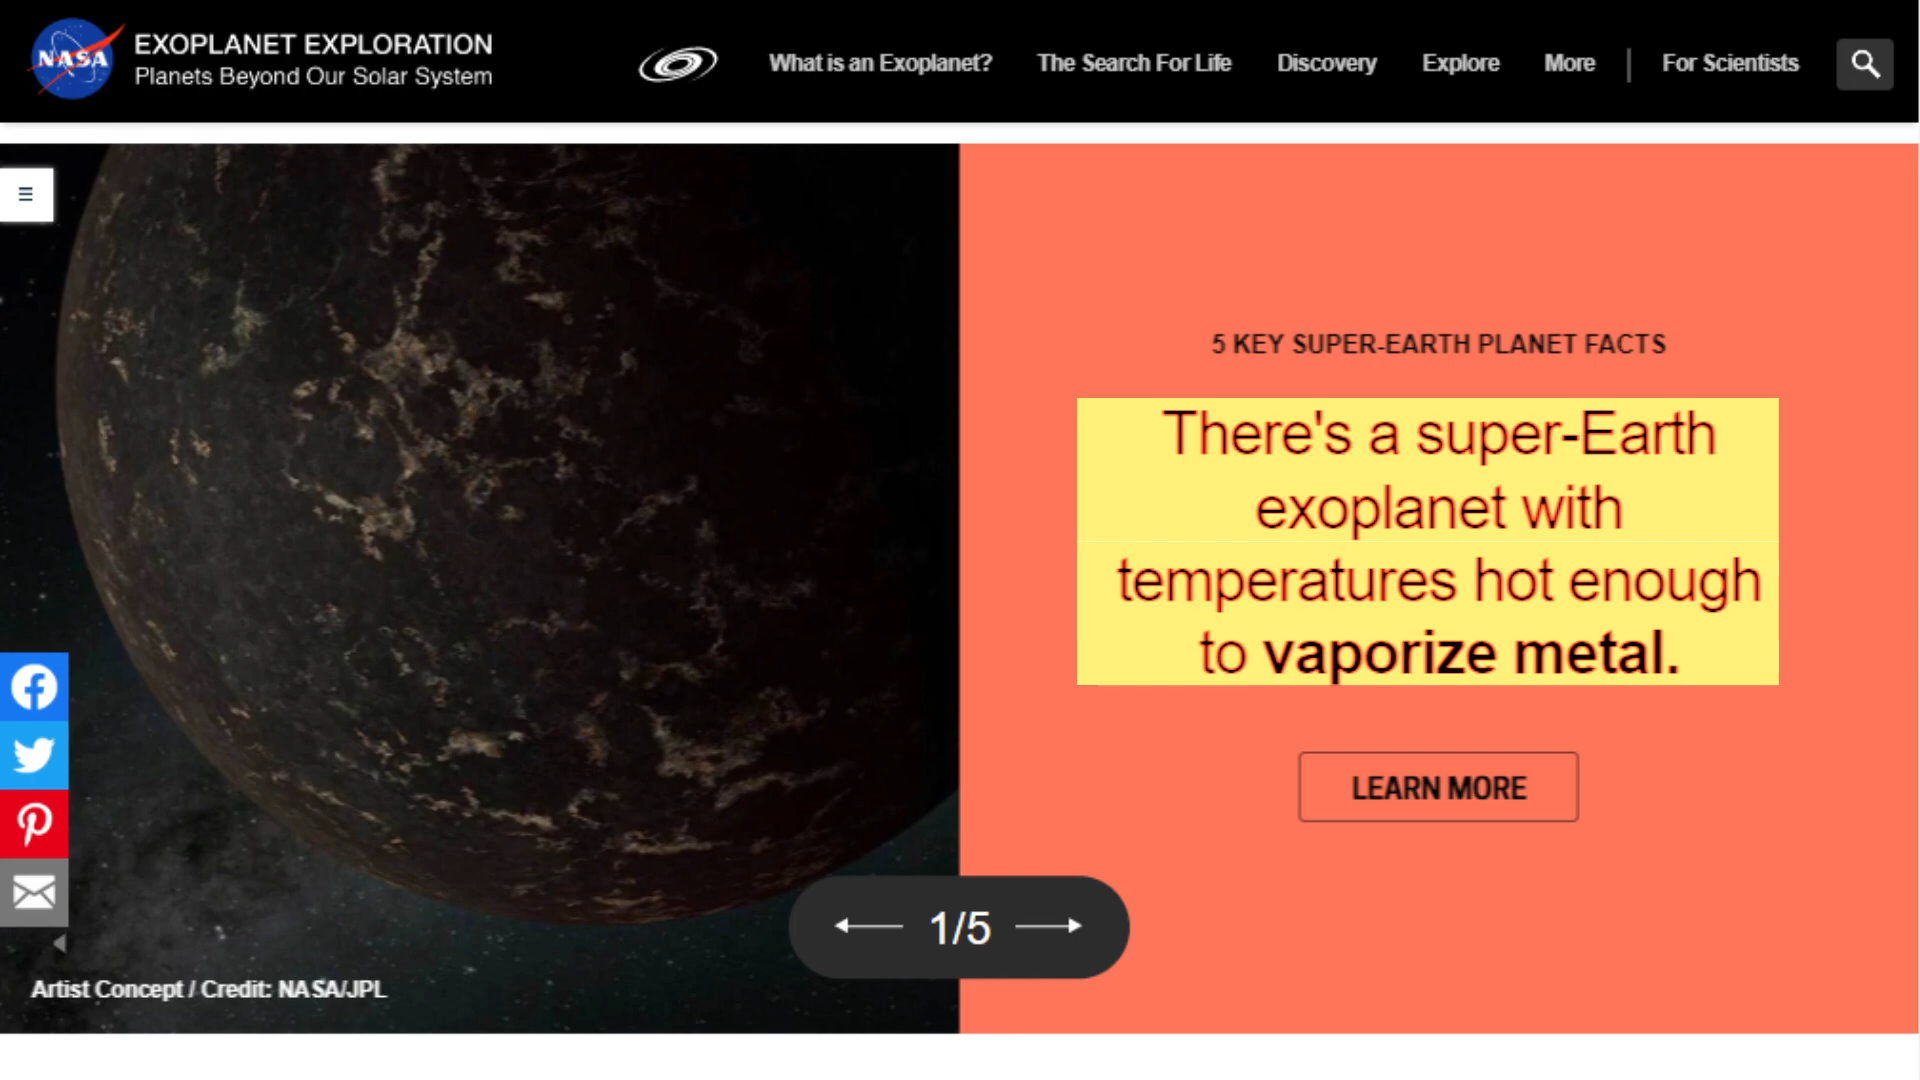 NASA
EXOPLANET EXPLORATION
Planets Beyond Our Solar System
What is an Exoplanet?
The Search For Life
Discovery
Explore
More
For Scientists
5 KEY SUPER-EARTH PLANET FACTS
There's a super-Earth
exoplanet with
temperatures hot enough
to vaporize metal.
LEARN MORE
1/5
Artist Concept / Credit: NASA/JPL